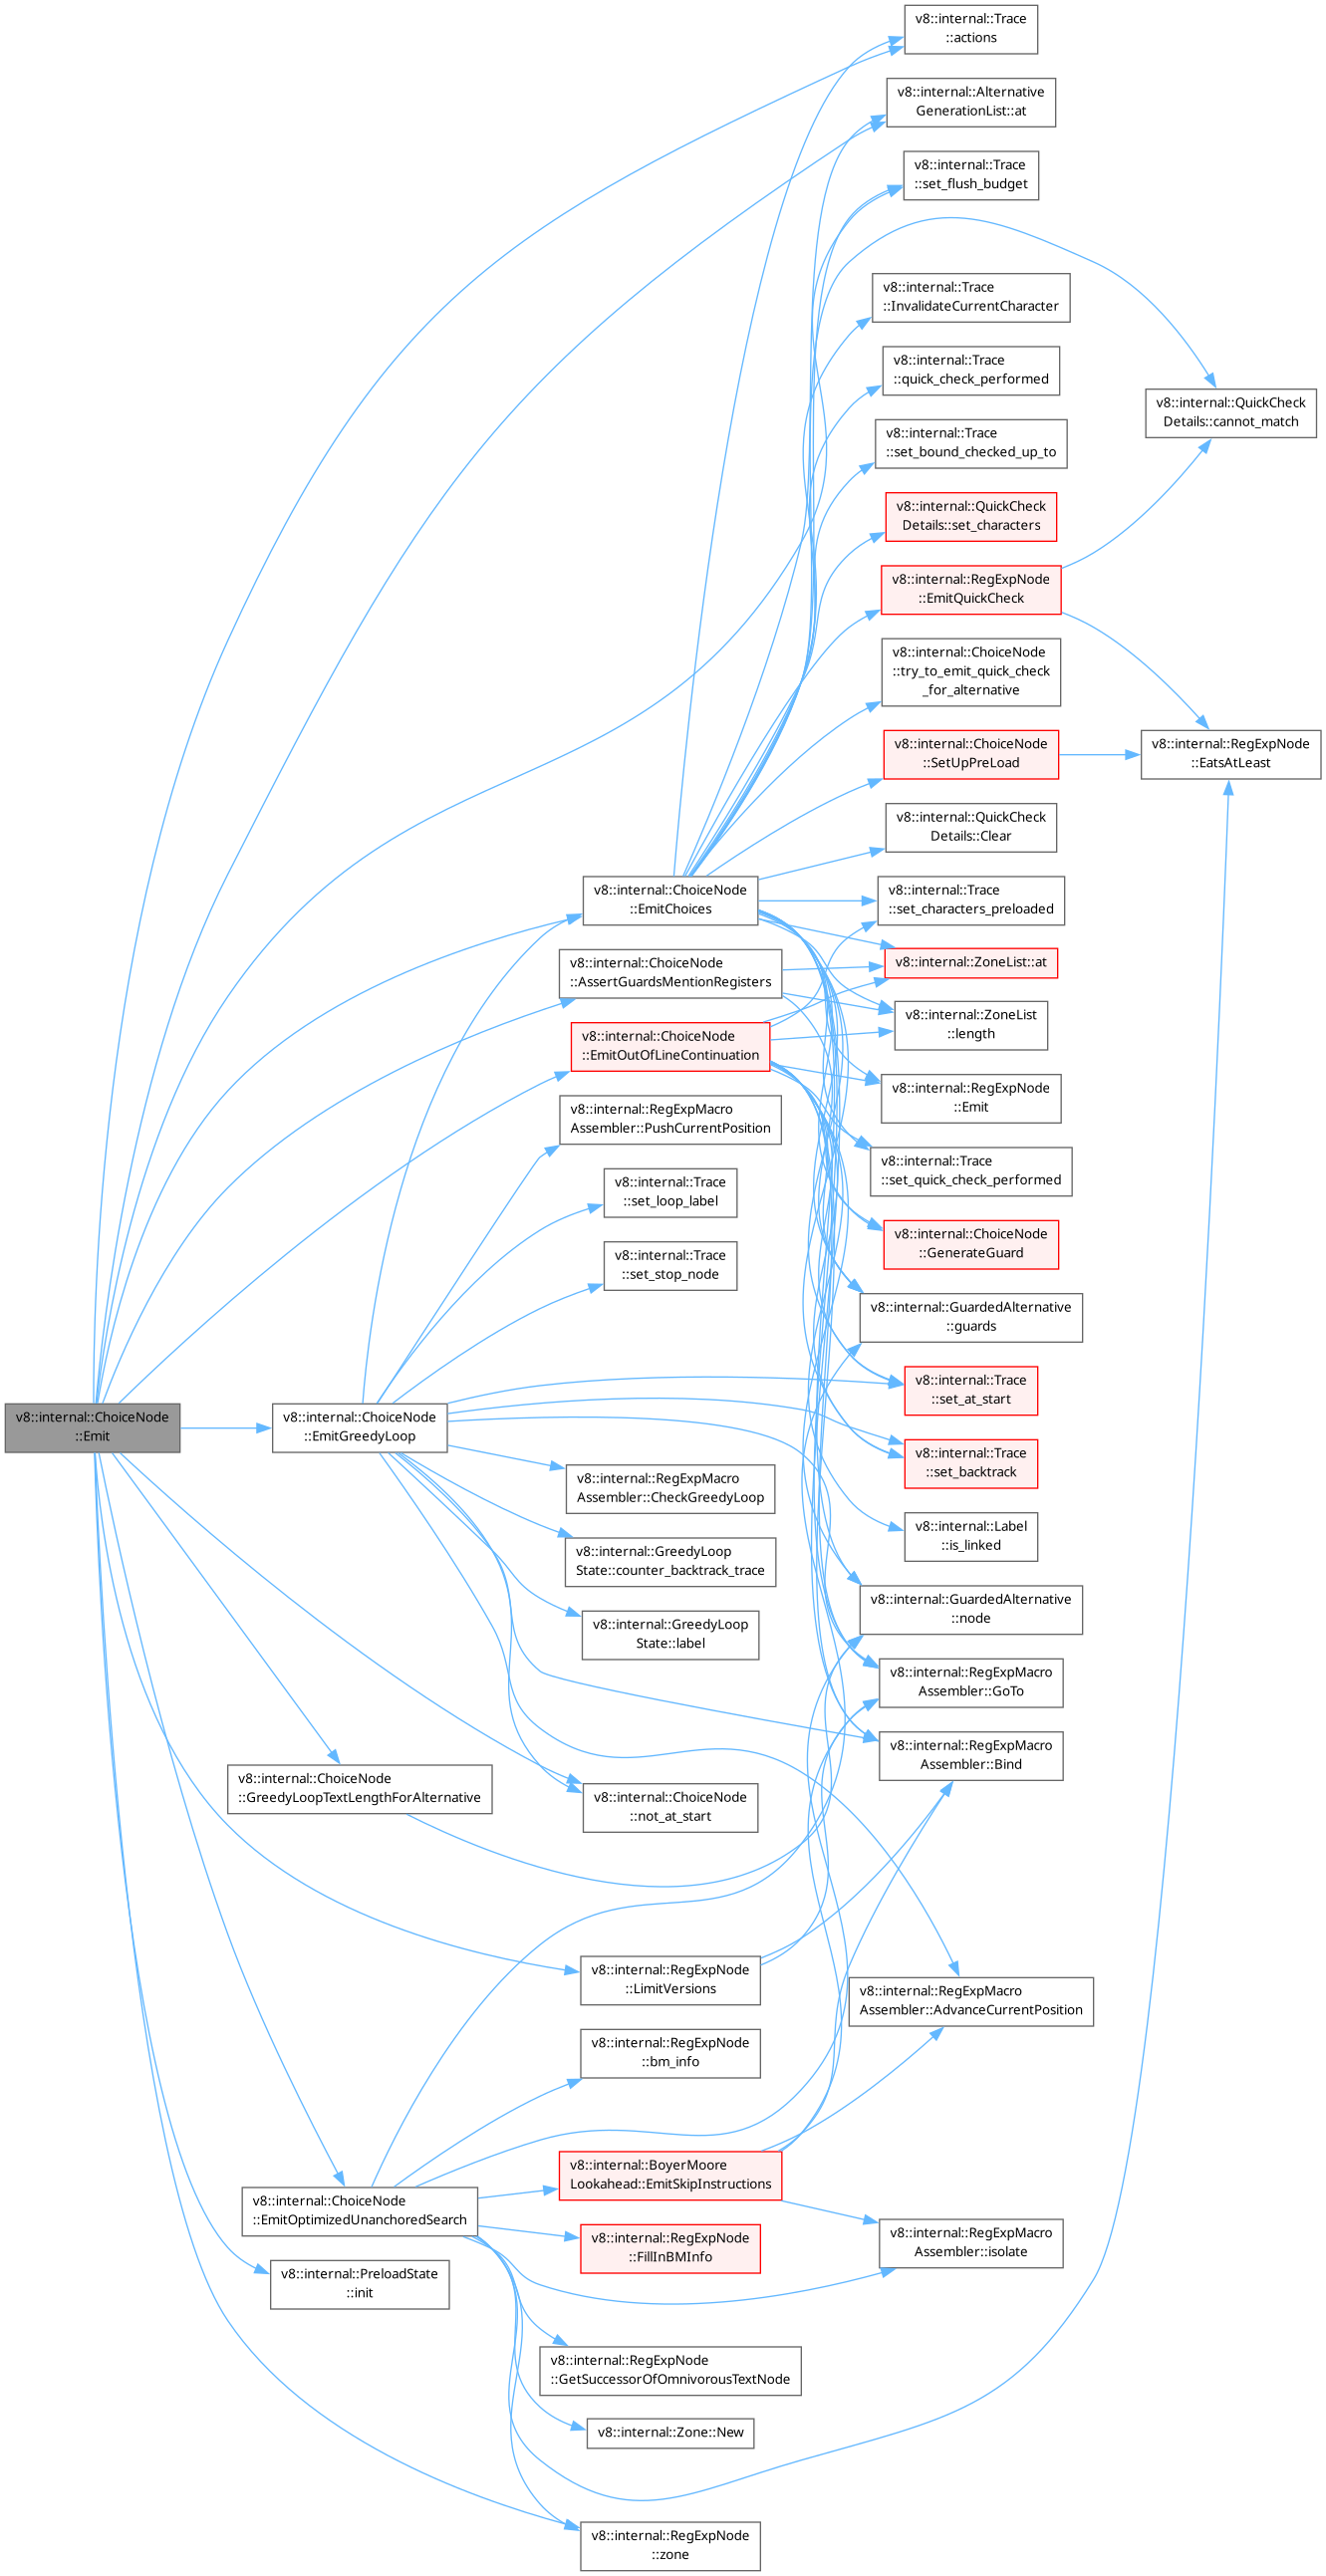 v8::internal::Trace
::actions
v8::internal::Alternative
GenerationList::at
v8::internal::Trace
::set_flush_budget
v8::internal::Trace
::InvalidateCurrentCharacter
v8::internal::Trace
::quick_check_performed
v8::internal::QuickCheck
Details::cannot_match
v8::internal::Trace
::set_bound_checked_up_to
v8::internal::QuickCheck
Details::set_characters
v8::internal::RegExpNode
::EmitQuickCheck
v8::internal::ChoiceNode
::try_to_emit_quick_check
_for_alternative
v8::internal::ChoiceNode
::SetUpPreLoad
v8::internal::RegExpNode
::EatsAtLeast
v8::internal::QuickCheck
Details::Clear
v8::internal::ChoiceNode
::EmitChoices
v8::internal::Trace
::set_characters_preloaded
v8::internal::ChoiceNode
::AssertGuardsMentionRegisters
v8::internal::ZoneList::at
v8::internal::ChoiceNode
::EmitOutOfLineContinuation
v8::internal::ZoneList
::length
v8::internal::RegExpMacro
Assembler::PushCurrentPosition
v8::internal::RegExpNode
::Emit
v8::internal::Trace
::set_loop_label
v8::internal::Trace
::set_quick_check_performed
v8::internal::Trace
::set_stop_node
v8::internal::ChoiceNode
::GenerateGuard
v8::internal::GuardedAlternative
::guards
v8::internal::ChoiceNode
::Emit
v8::internal::ChoiceNode
::EmitGreedyLoop
v8::internal::Trace
::set_at_start
v8::internal::RegExpMacro
Assembler::CheckGreedyLoop
v8::internal::Trace
::set_backtrack
v8::internal::GreedyLoop
State::counter_backtrack_trace
v8::internal::Label
::is_linked
v8::internal::GreedyLoop
State::label
v8::internal::GuardedAlternative
::node
v8::internal::RegExpMacro
Assembler::GoTo
v8::internal::RegExpMacro
Assembler::Bind
v8::internal::ChoiceNode
::GreedyLoopTextLengthForAlternative
v8::internal::ChoiceNode
::not_at_start
v8::internal::RegExpNode
::LimitVersions
v8::internal::RegExpMacro
Assembler::AdvanceCurrentPosition
v8::internal::RegExpNode
::bm_info
v8::internal::BoyerMoore
Lookahead::EmitSkipInstructions
v8::internal::ChoiceNode
::EmitOptimizedUnanchoredSearch
v8::internal::RegExpNode
::FillInBMInfo
v8::internal::RegExpMacro
Assembler::isolate
v8::internal::PreloadState
::init
v8::internal::RegExpNode
::GetSuccessorOfOmnivorousTextNode
v8::internal::Zone::New
v8::internal::RegExpNode
::zone